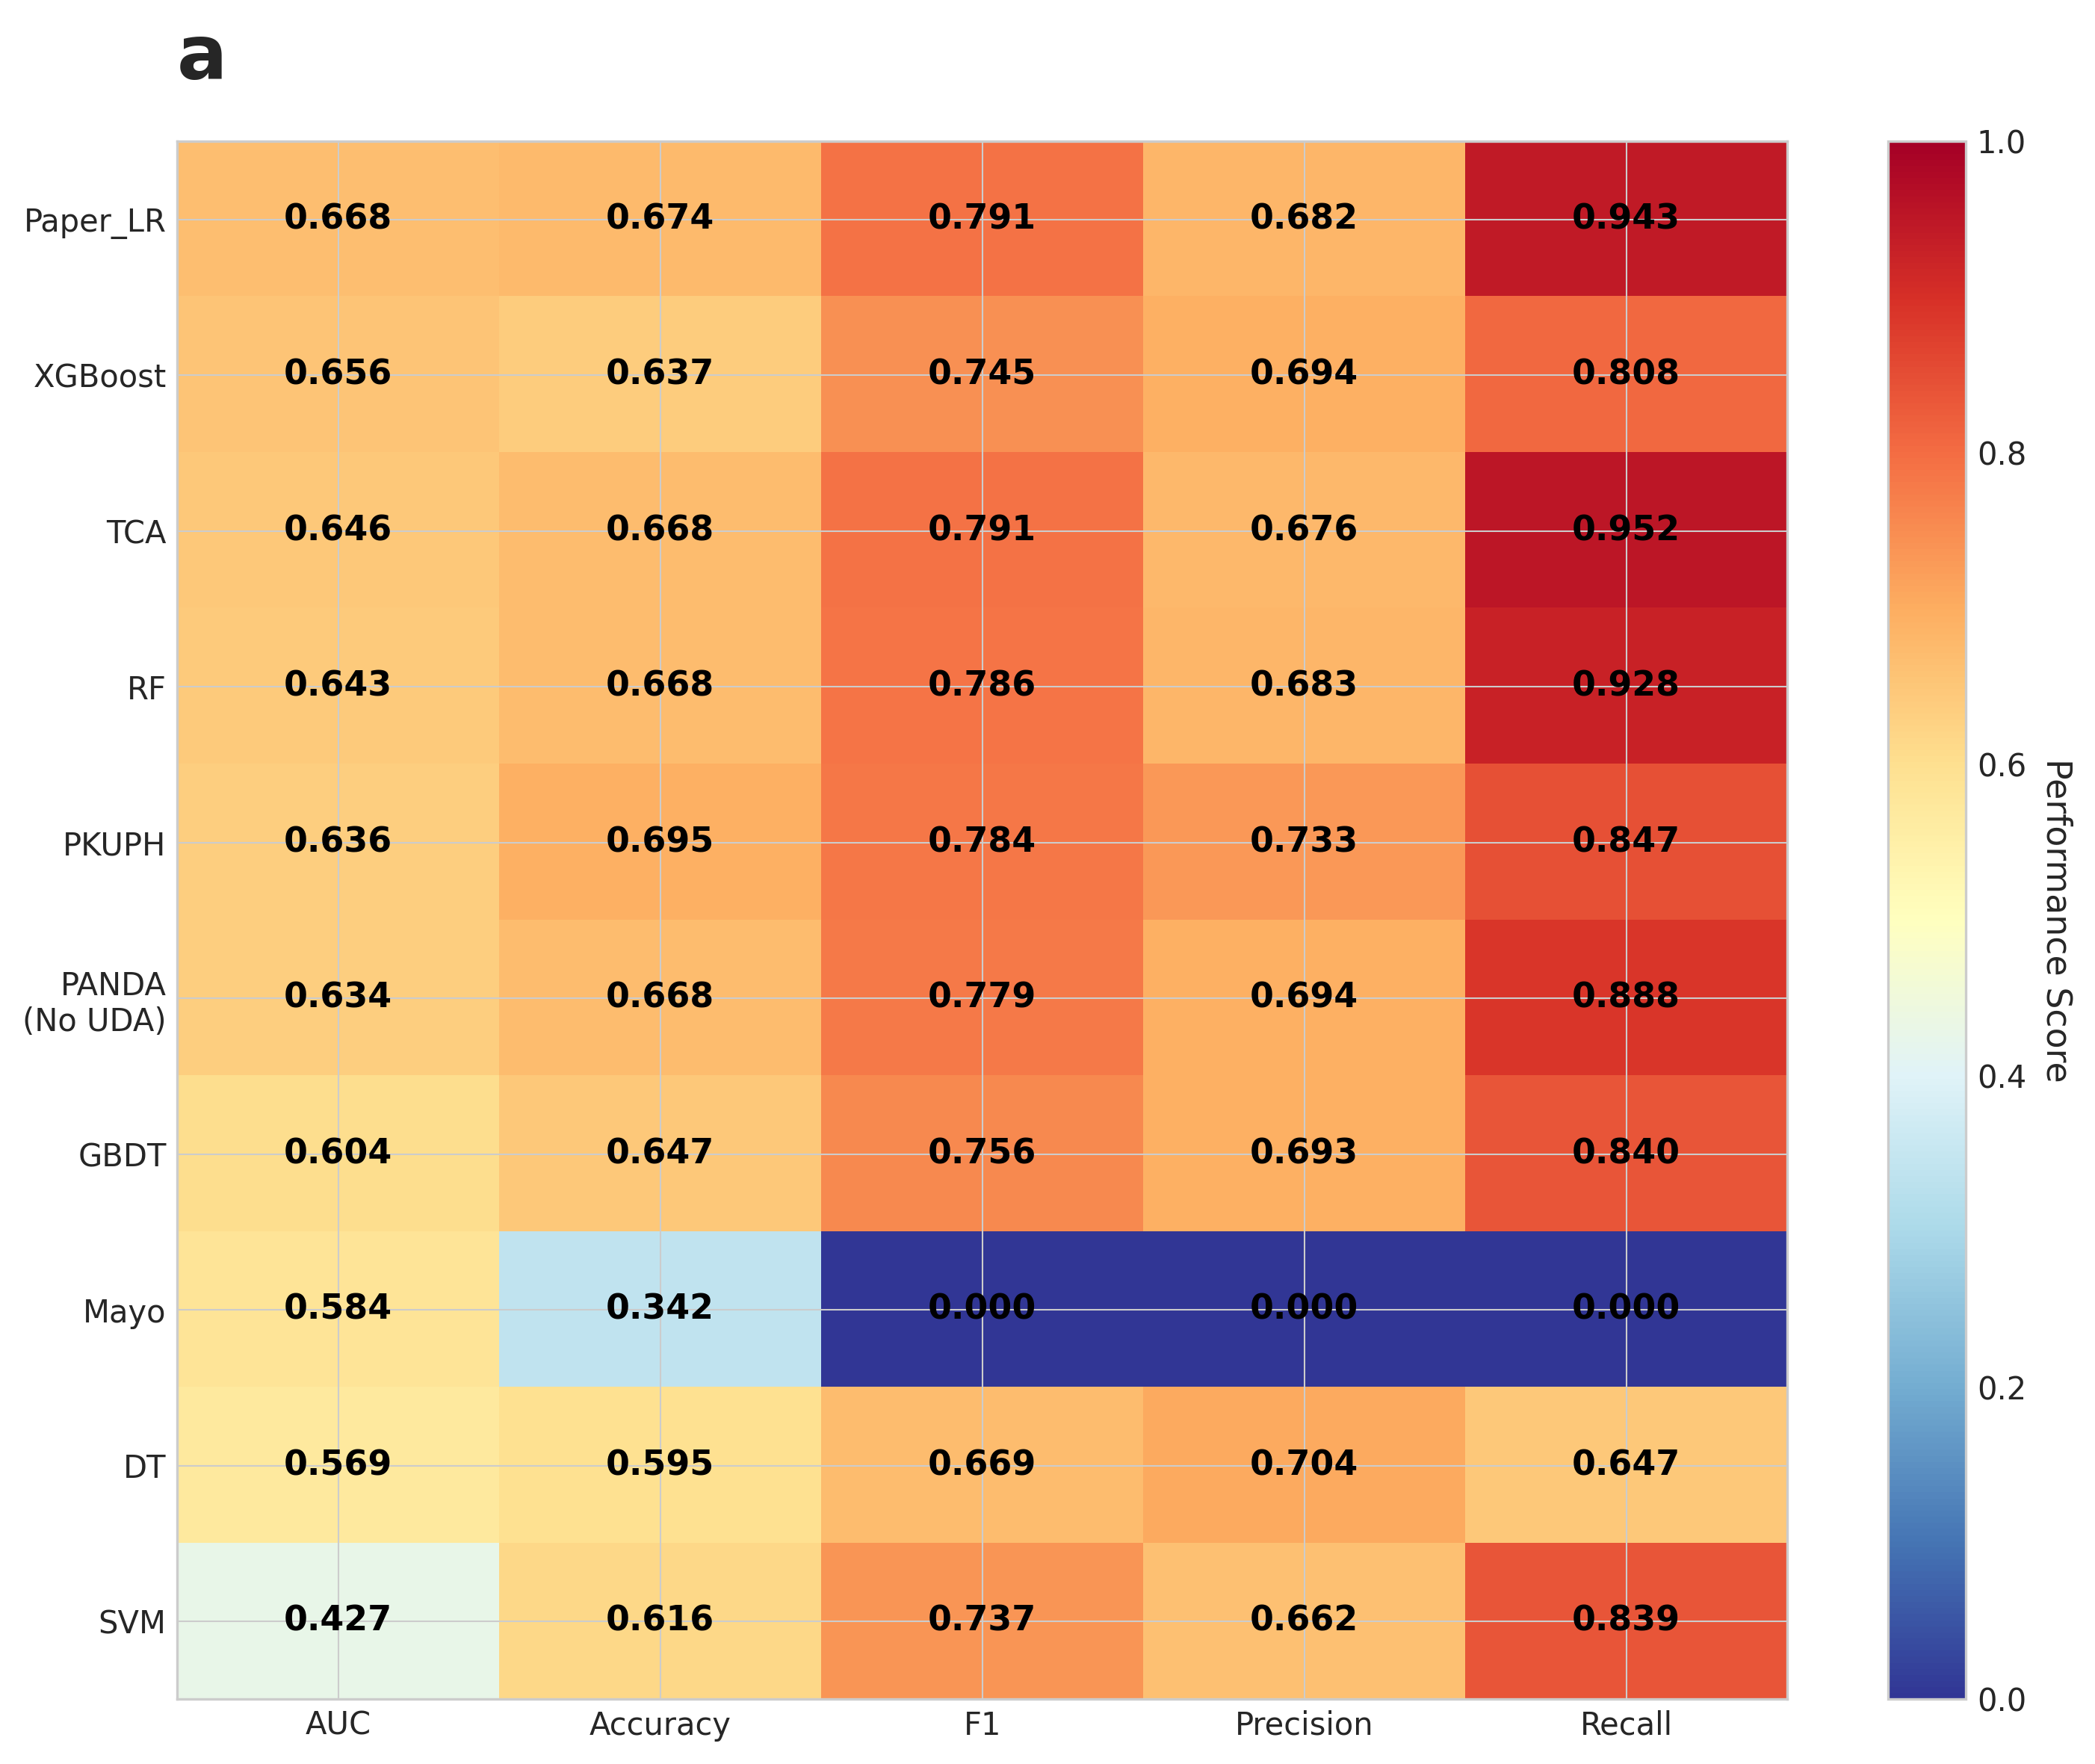 a
Paper_LR 0.668 0.674 0.791 0.682 0.943
XGBoost 0.656 0.637 0.745 0.694 0.808
TCA 0.646 0.668 0.791 0.676 0.952
RF 0.643 0.668 0.786 0.683 0.928
PKUPH 0.636 0.695 0.784 0.733 0.847
PANDA
(No UDA) 0.634 0.668 0.779 0.694 0.888
GBDT 0.604 0.647 0.756 0.693 0.840
Mayo 0.584 0.342 0.000 0.000 0.000
DT 0.569 0.595 0.669 0.704 0.647
SVM 0.427 0.616 0.737 0.662 0.839
AUC Accuracy F1 Precision Recall
1.0
0.8
0.6
0.4
0.2
0.0
Performance Score